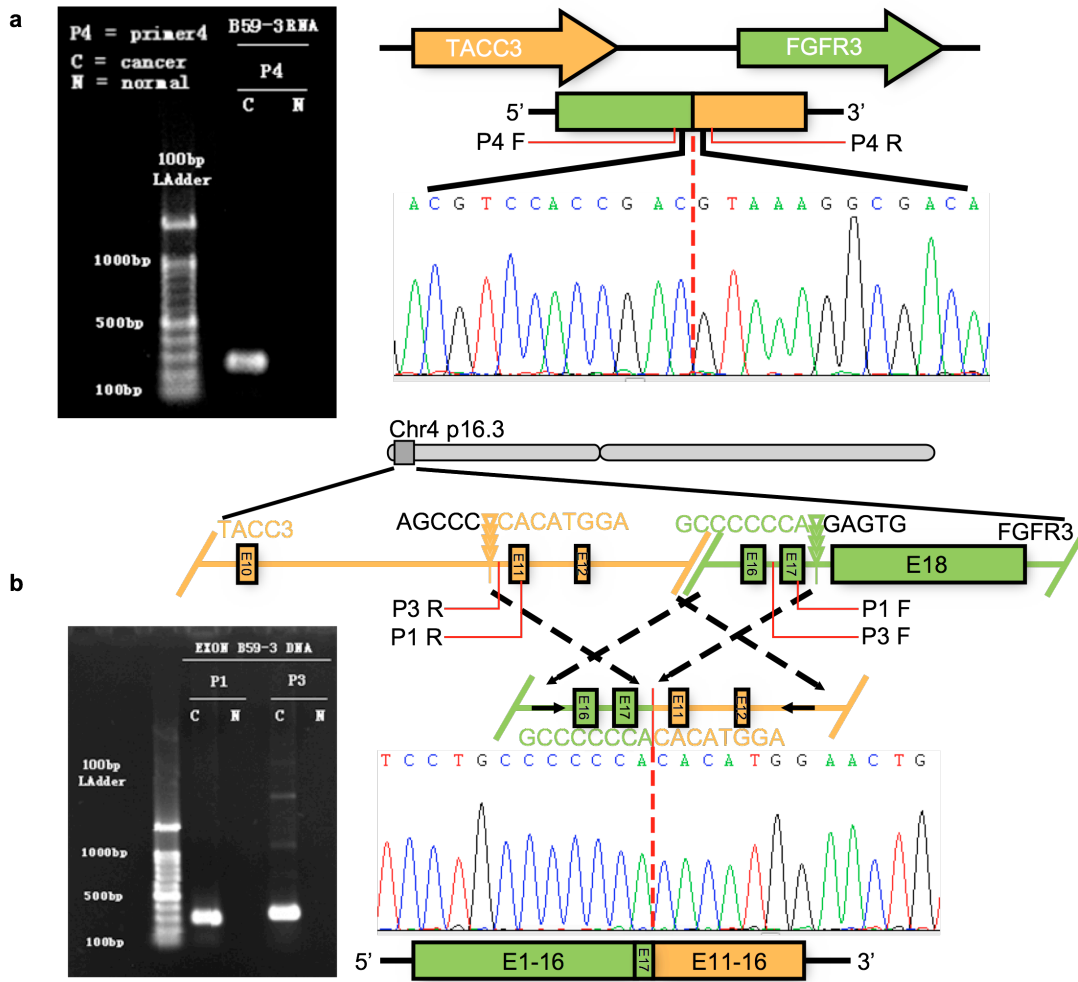 a
P4 = primer4
C = cancer
N = normal
B59-3RNA
P4
C N
100bp
LAdder
1000bp
500bp
100bp
TACC3
FGFR3
5’
3’
P4 F
P4 R
A C G T C C A C C G A C G T A A A G G C G A C A
Chr4 p16.3
TACC3
AGCCC
CACATGGA
GCCCCCCA
GAGTG
FGFR3
E10
E11
E12
E16
E17
E18
b
P3 R
P1 R
P1 F
P3 F
E16
E17
E11
E12
GCCCCCCACACATGGA
EXON B59-3 DNA
P1
P3
C N
C N
100bp
LAdder
1000bp
500bp
100bp
T C C T G C C C C C C A C A C A T G G A A C T G
5’
E1-16
E17
E11-16
3’